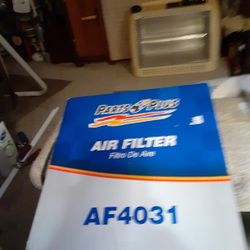 Parts Plus
AIR FILTER
Filtro De Aire
AF4031